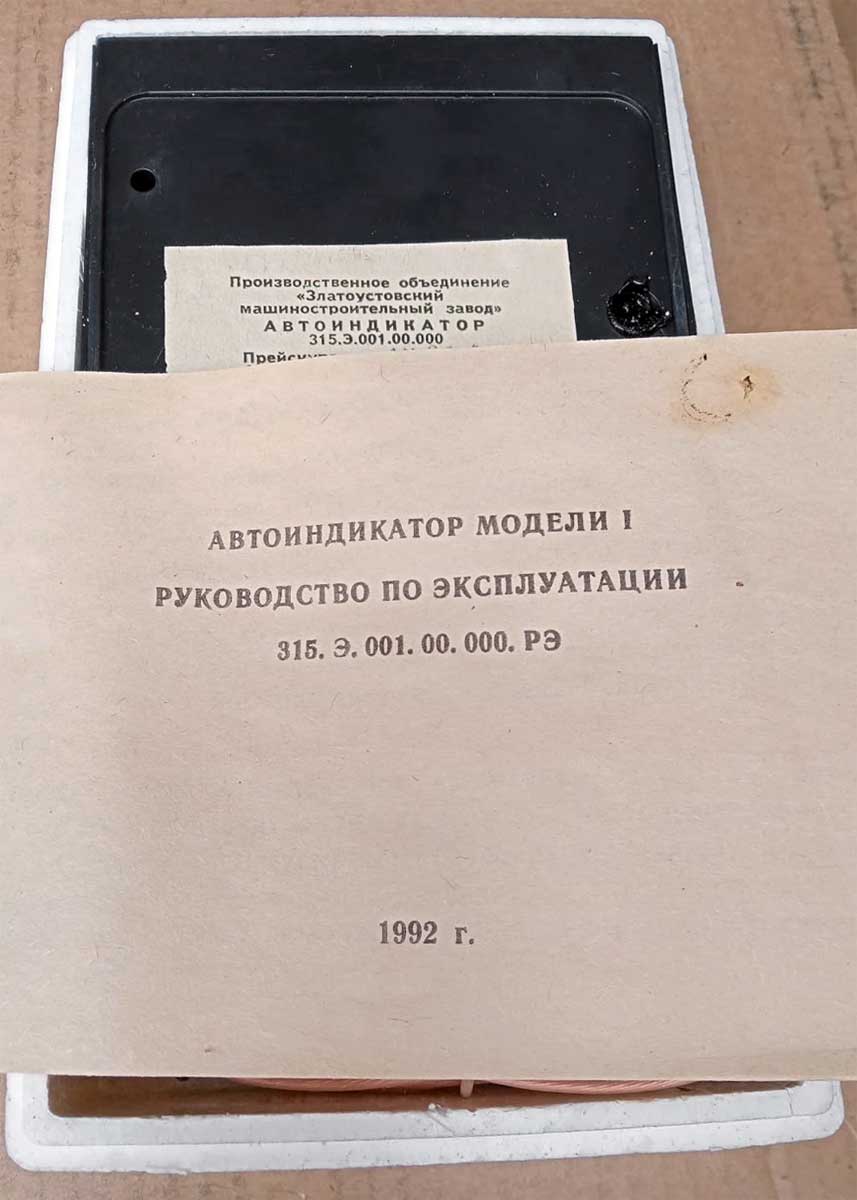 Производственное объединение
«Златоустовский
машиностроительный завод»
АВТОИНДИКАТОР
315.Э.001.00.000
АВТОИНДИКАТОР МОДЕЛИ I
РУКОВОДСТВО ПО ЭКСПЛУАТАЦИИ
315. Э. 001. 00. 000. РЭ
1992 г.